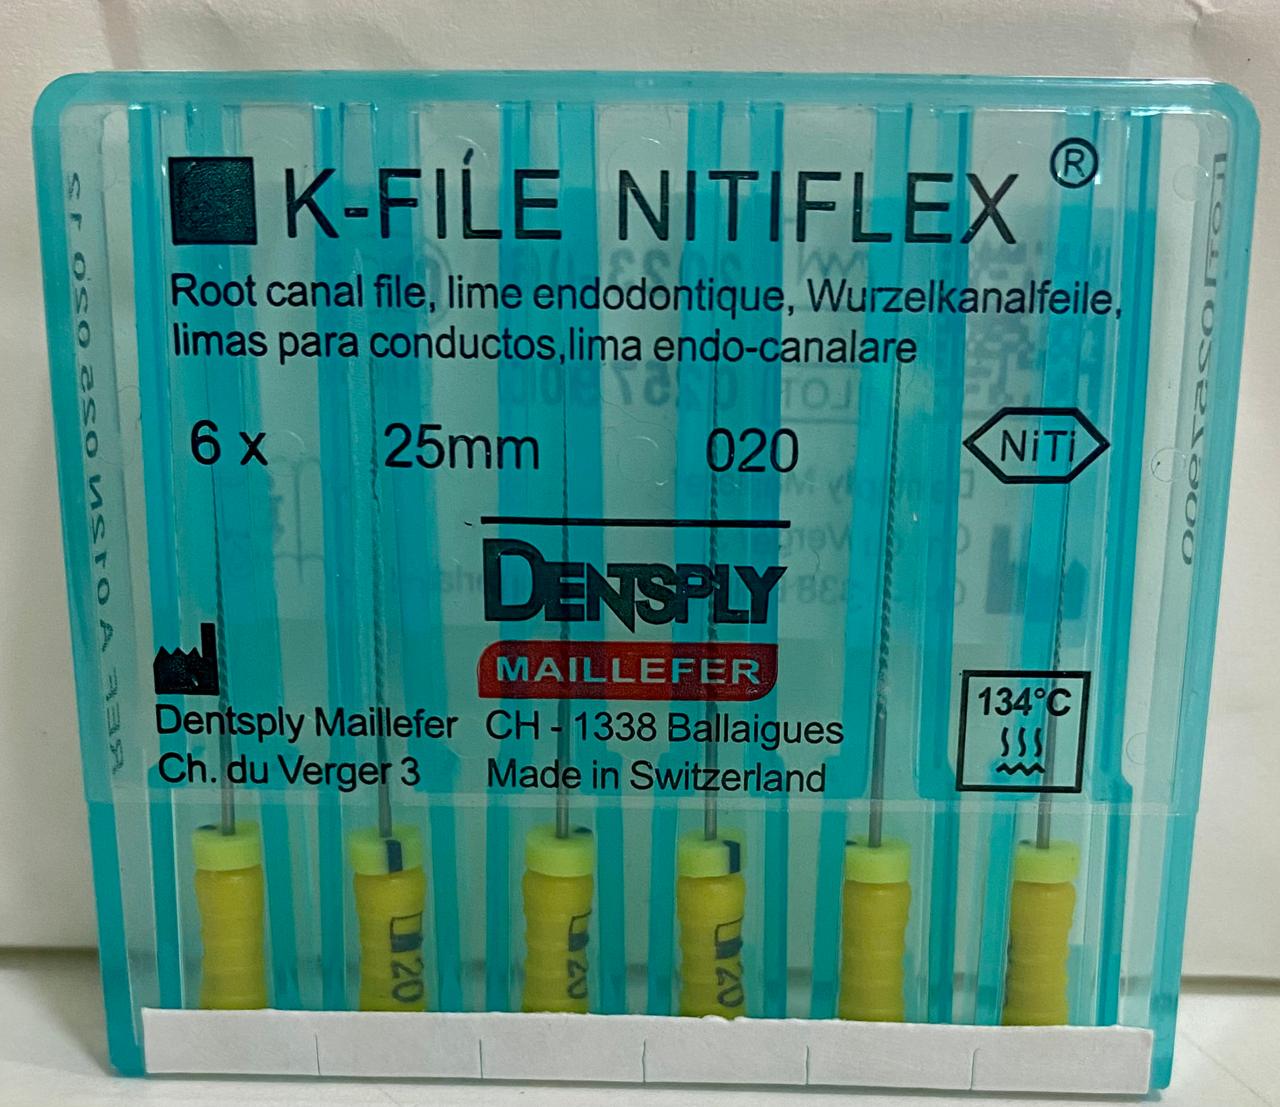 K-FILE NITIFLEX ®
Root canal file, lime endodontique, Wurzelkanalfeile,
limas para conductos,lima endo-canalare
6 x 25mm 020 NiTi
DENTSPLY
MAILLEFER
134°C
Dentsply Maillefer CH - 1338 Ballaigues
Ch. du Verger 3 Made in Switzerland
20
20
20